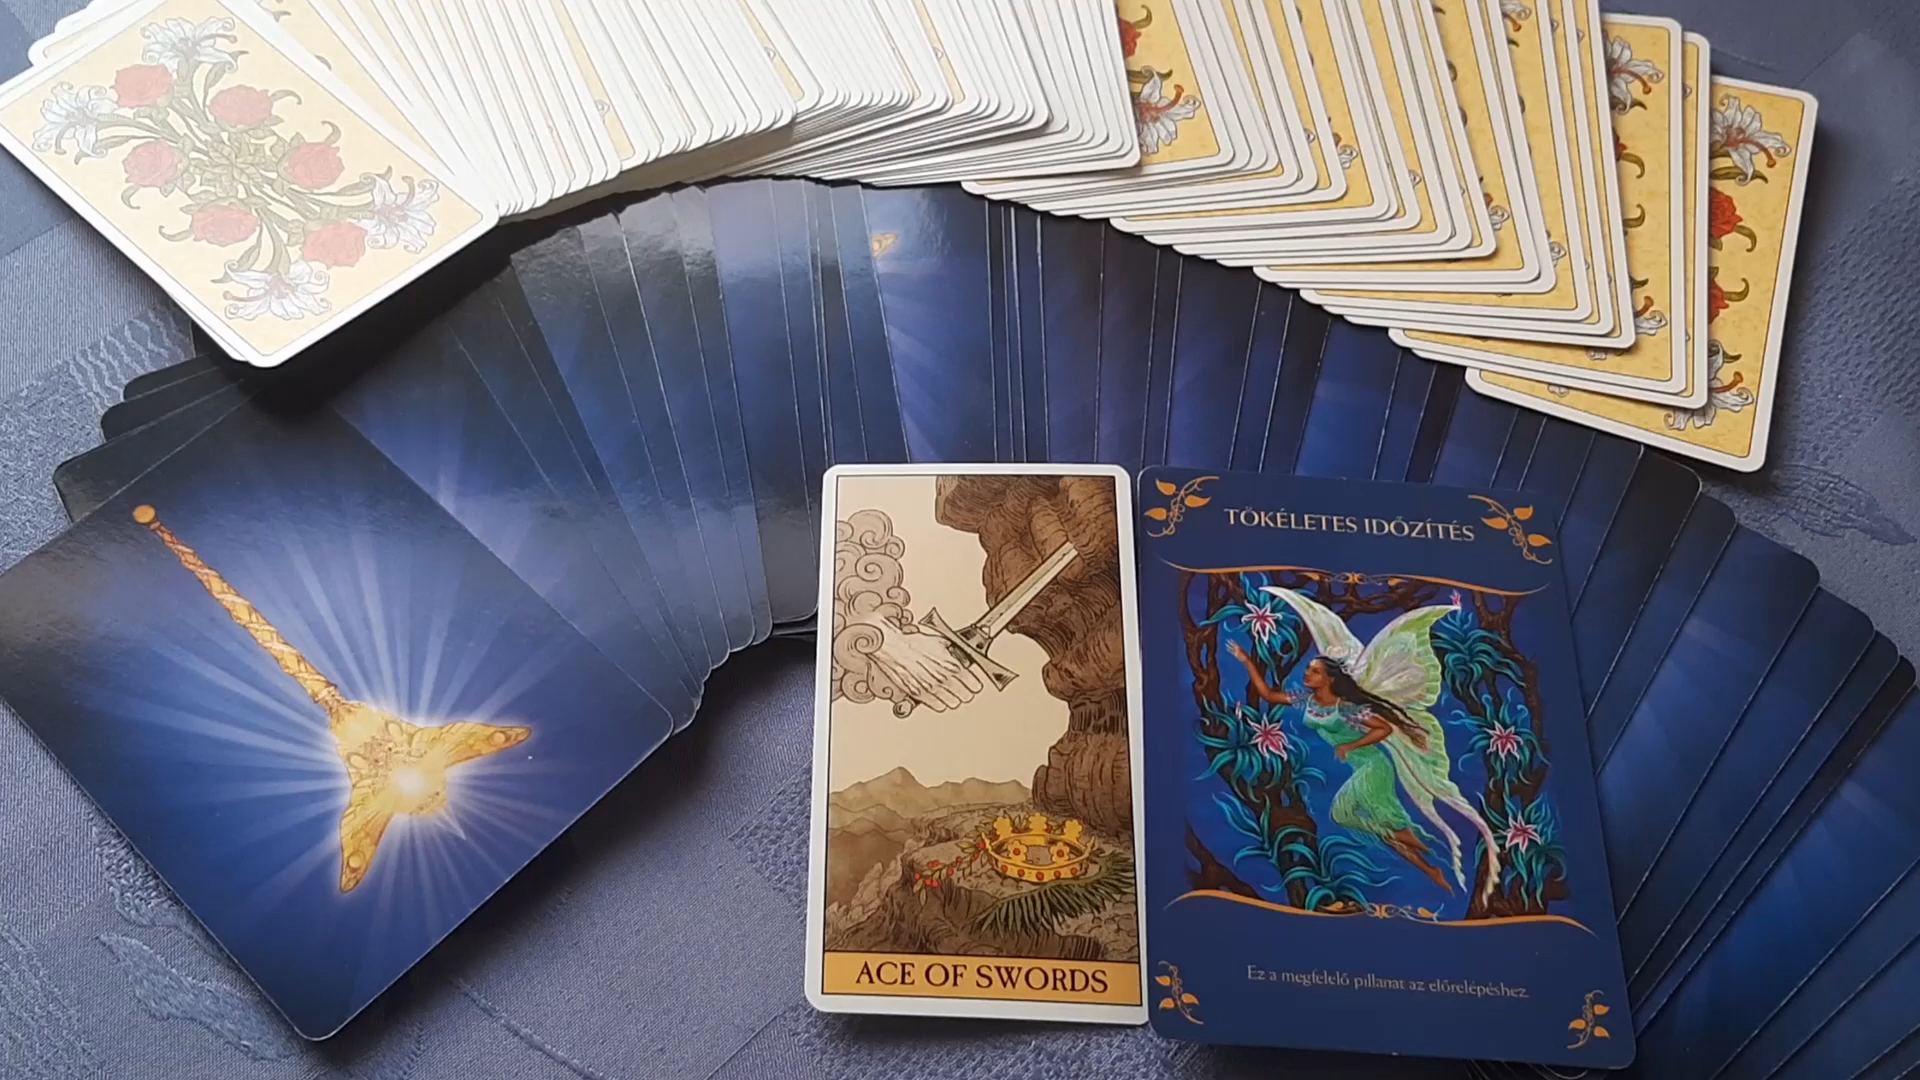 TÖKÉLETES IDŐZÍTÉS
ACE OF SWORDS
Ez a megfelelő pillanat az előrelépéshez.